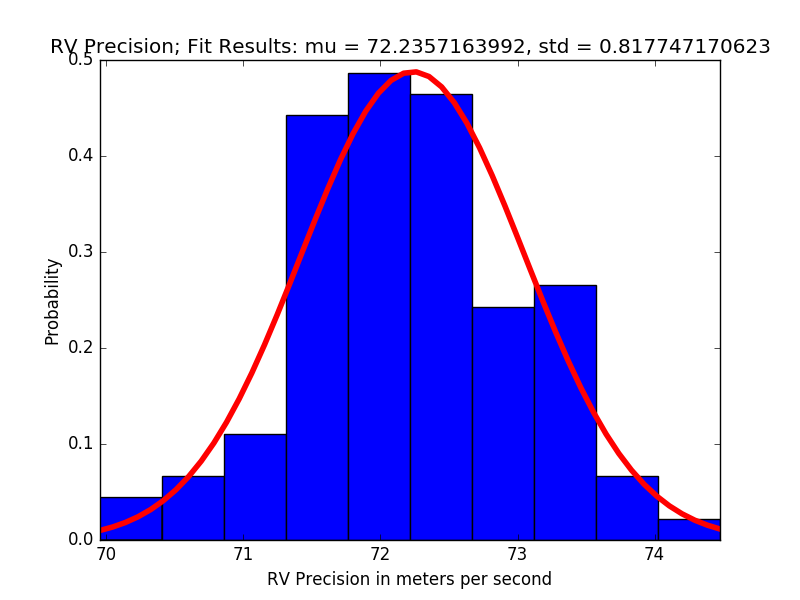 RV Precision; Fit Results: mu = 72.2357163992, std = 0.817747170623
0.5
0.4
0.3
0.2
0.1
0.0
Probability
70 71 72 73 74
RV Precision in meters per second